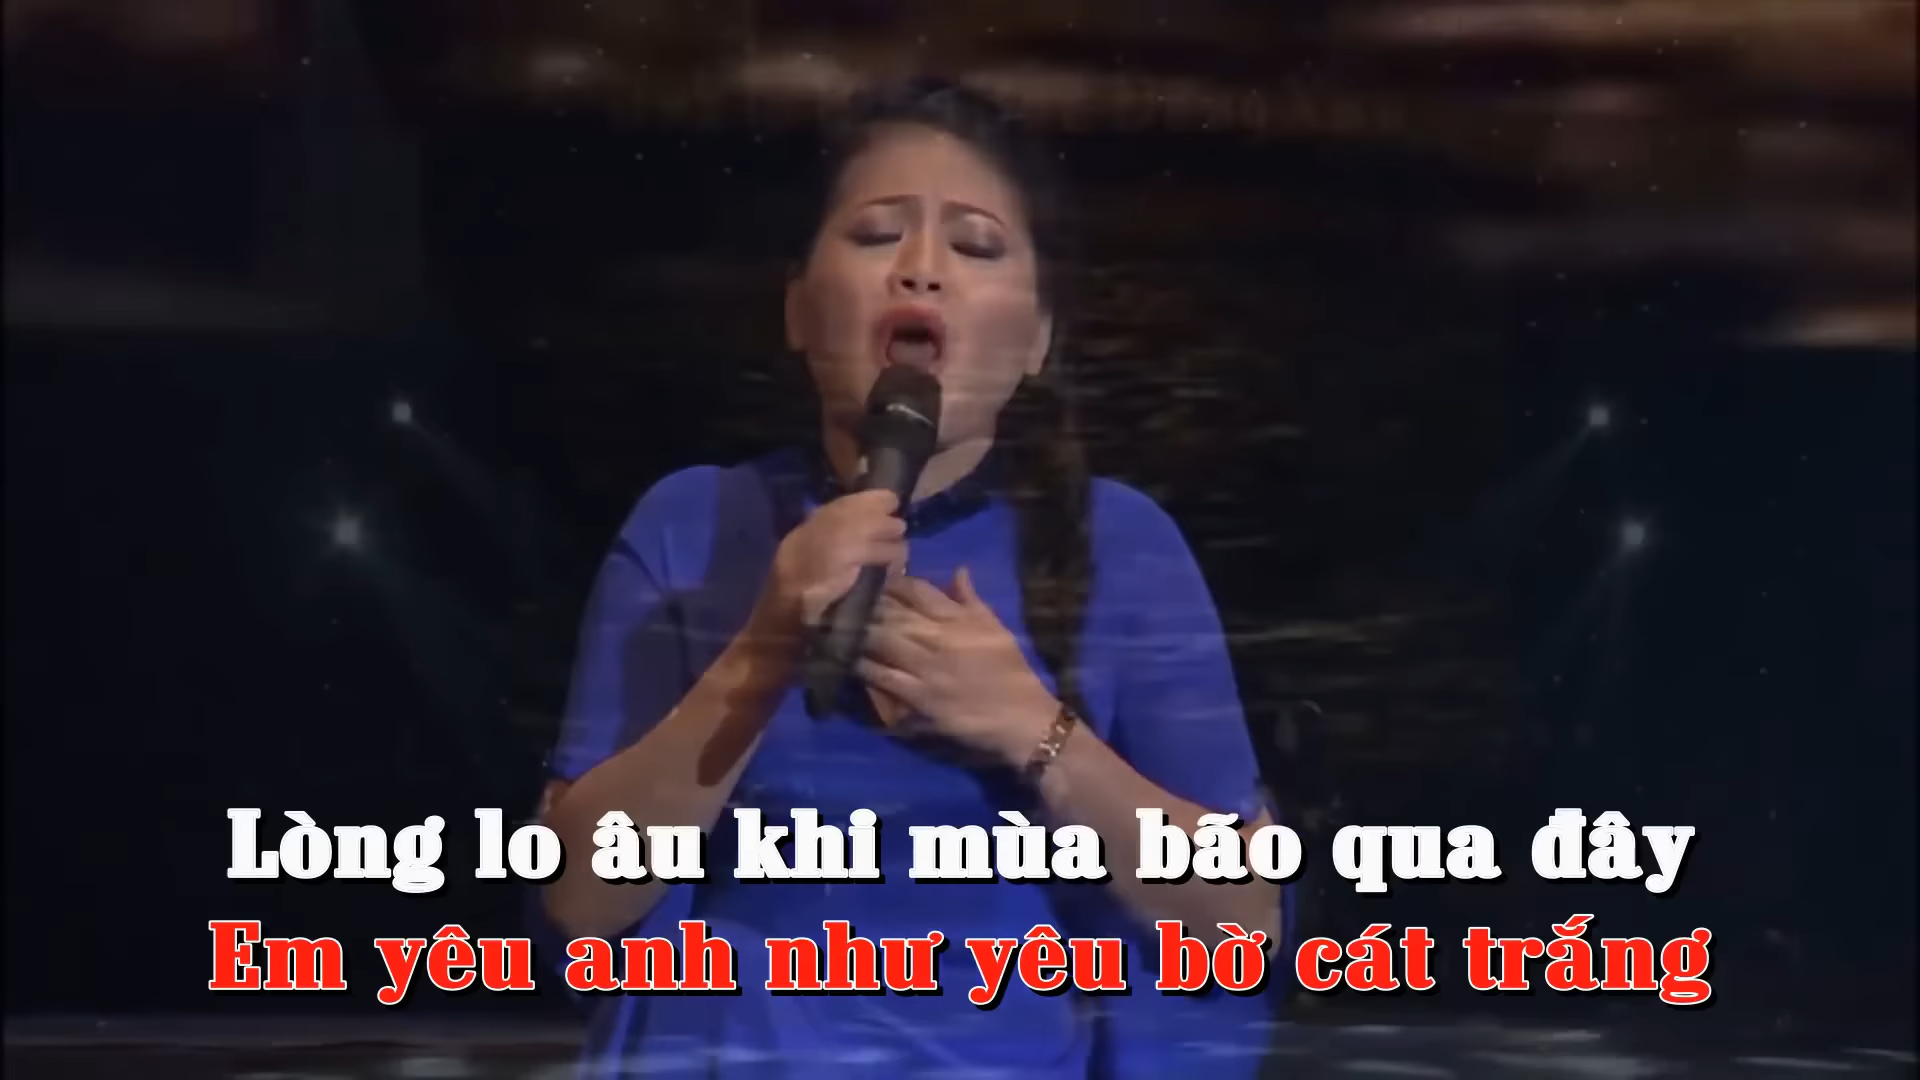 Lòng lo âu khi mùa bão qua đây
Em yêu anh như yêu bờ cát trắng